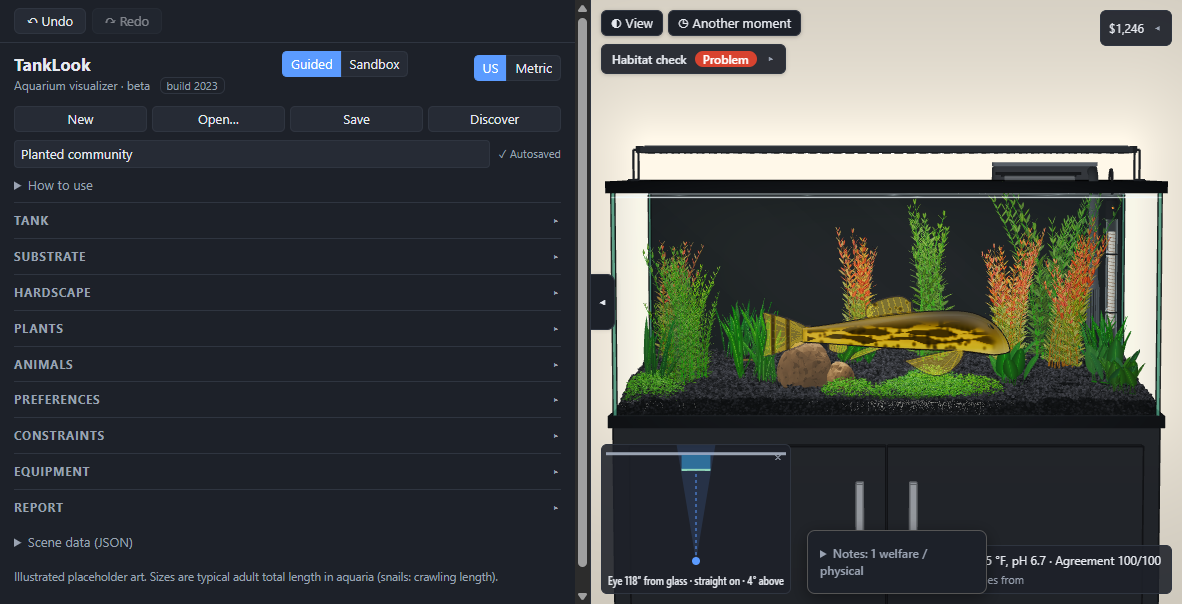 Undo
Redo
TankLook
Aquarium visualizer · beta
build 2023
Guided
Sandbox
US
Metric
New
Open...
Save
Discover
Planted community
✓ Autosaved
How to use
TANK
SUBSTRATE
HARDSCAPE
PLANTS
ANIMALS
PREFERENCES
CONSTRAINTS
EQUIPMENT
REPORT
Scene data (JSON)
Illustrated placeholder art. Sizes are typical adult total length in aquaria (snails: crawling length).
View
Another moment
$1,246
Habitat check
Problem
Eye 118" from glass · straight on · 4° above
Notes: 1 welfare /
physical
°F, pH 6.7 · Agreement 100/100
es from